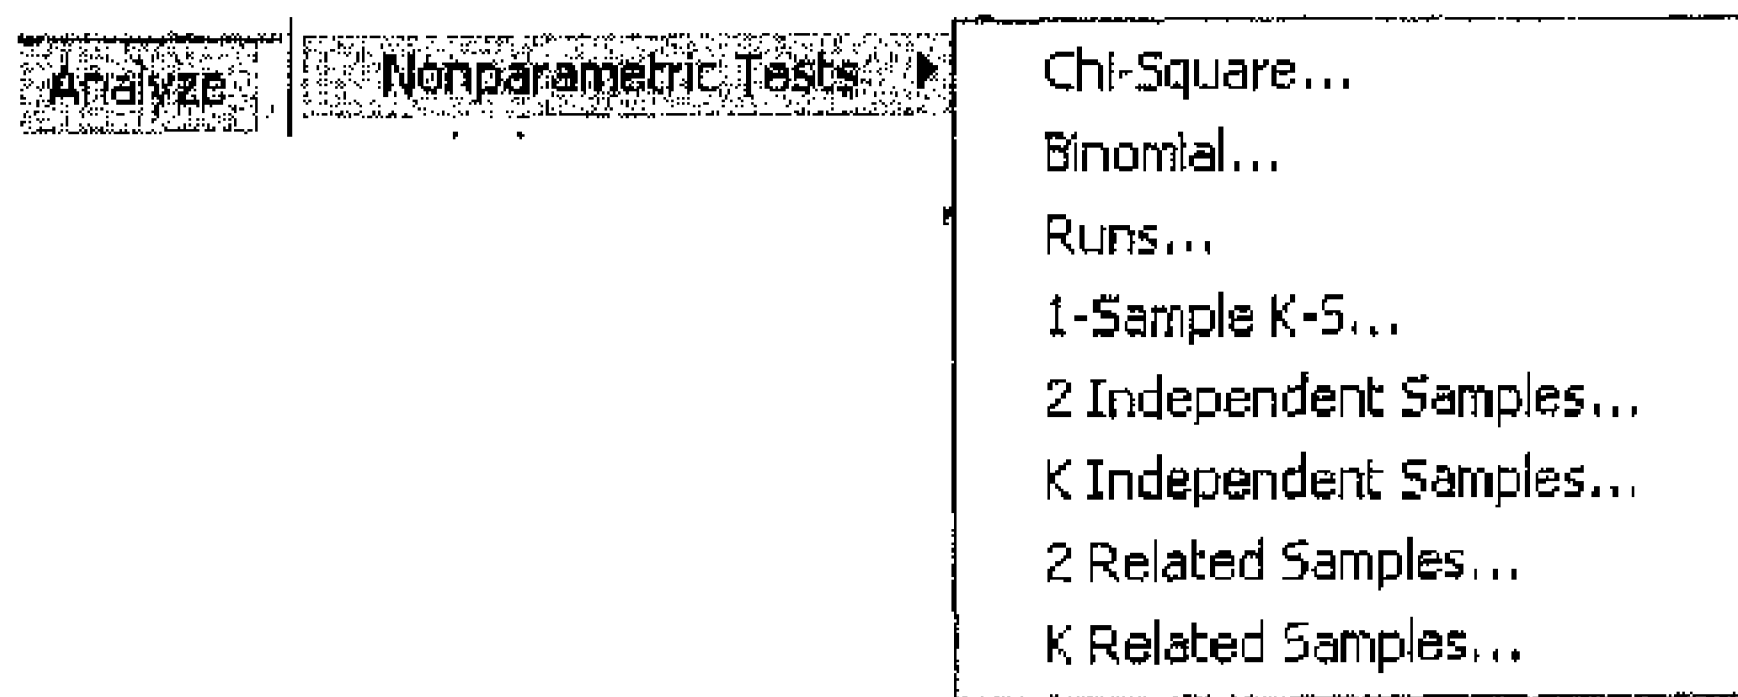 Analyze
Nonparametric Tests
Chi-Square...
Binomial...
Runs...
1-Sample K-S...
2 Independent Samples...
K Independent Samples...
2 Related Samples...
K Related Samples...